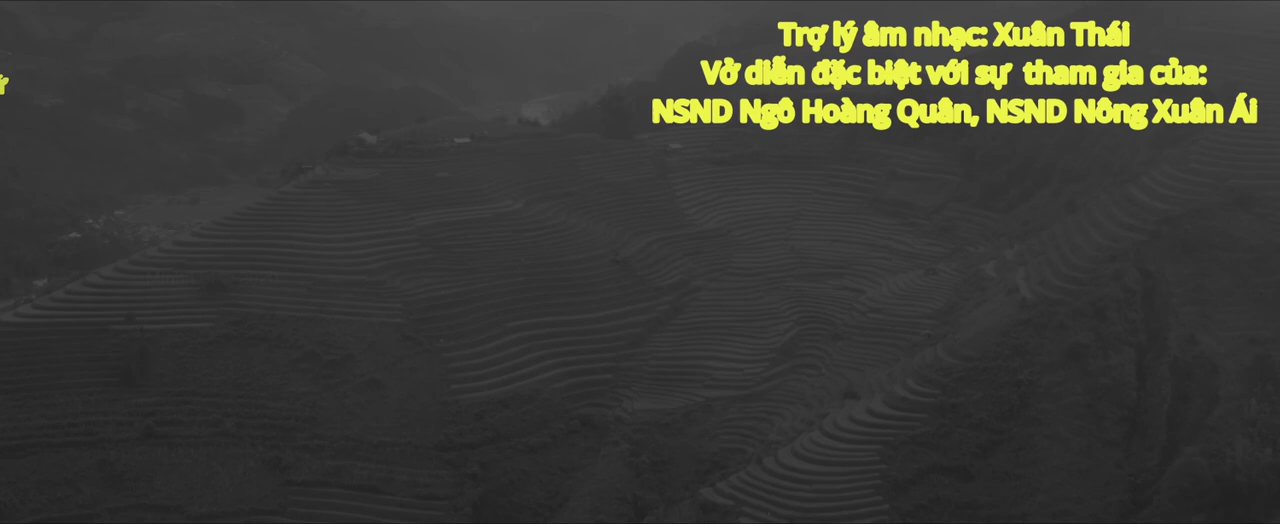 Trợ lý âm nhạc: Xuân Thái
Vở diễn đặc biệt với sự tham gia của:
NSND Ngô Hoàng Quân, NSND Nông Xuân Ái